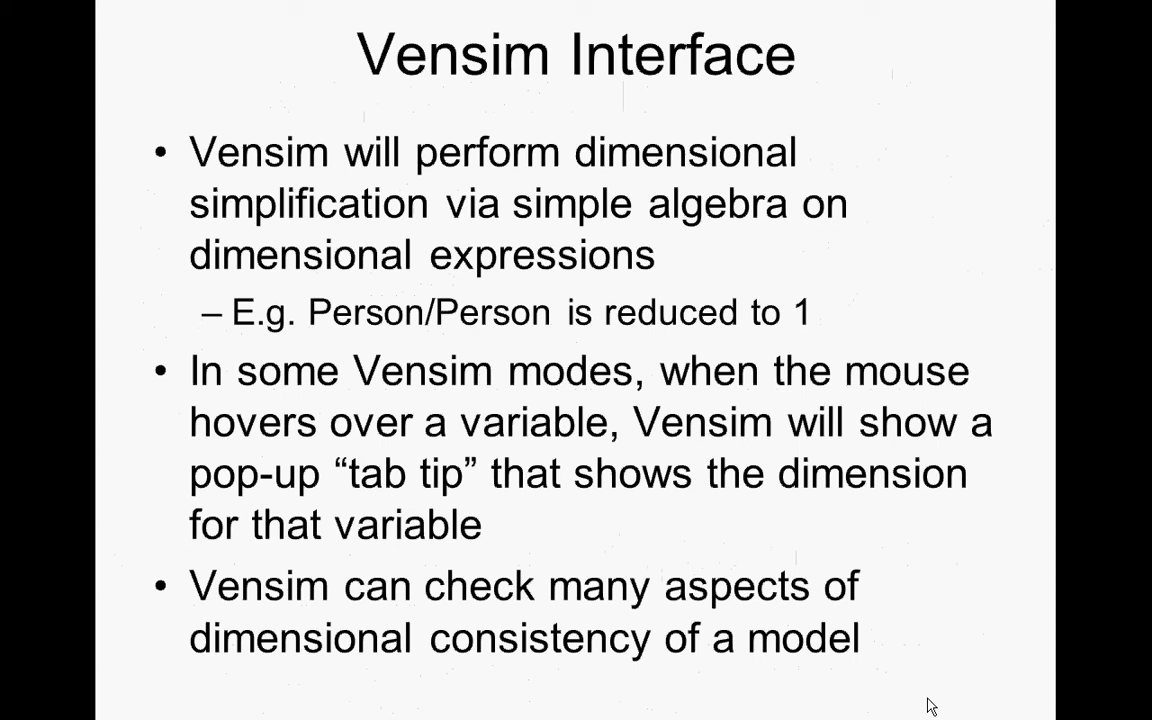 Vensim Interface
• Vensim will perform dimensional
simplification via simple algebra on
dimensional expressions
– E.g. Person/Person is reduced to 1
• In some Vensim modes, when the mouse
hovers over a variable, Vensim will show a
pop-up “tab tip” that shows the dimension
for that variable
• Vensim can check many aspects of
dimensional consistency of a model